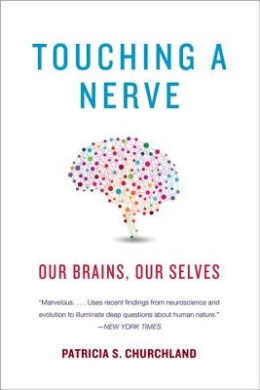 TOUCHING A
NERVE
OUR BRAINS, OUR SELVES
"Marvelous. . . . Uses recent findings from neuroscience and
evolution to illuminate deep questions about human nature."
—NEW YORK TIMES
PATRICIA S. CHURCHLAND